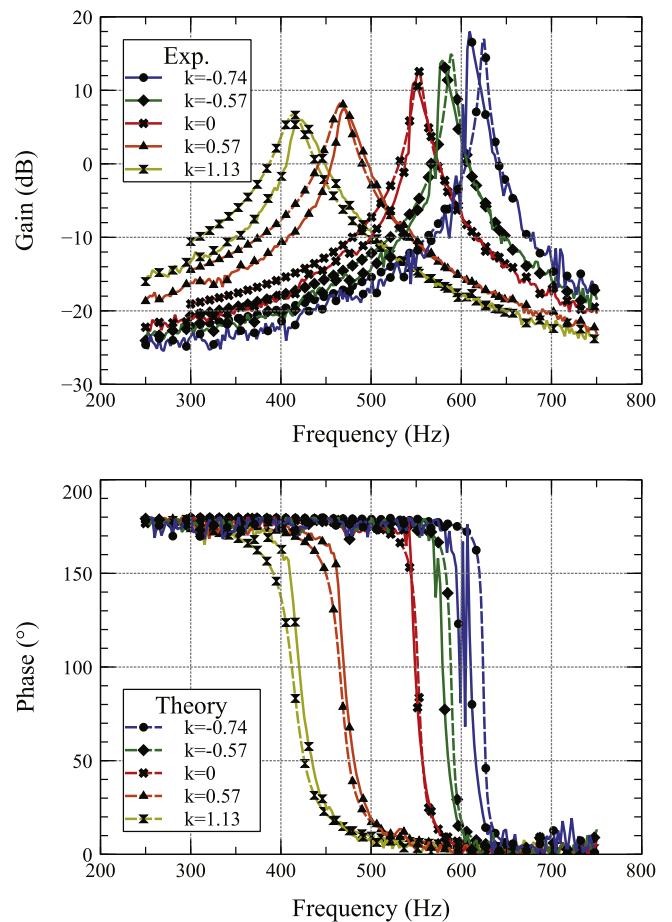 20
10
0
−10
−20
−30
Gain (dB)
Exp.
k=-0.74
k=-0.57
k=0
k=0.57
k=1.13
200 300 400 500 600 700 800
Frequency (Hz)
200
150
100
50
0
Phase (°)
Theory
k=-0.74
k=-0.57
k=0
k=0.57
k=1.13
200 300 400 500 600 700 800
Frequency (Hz)